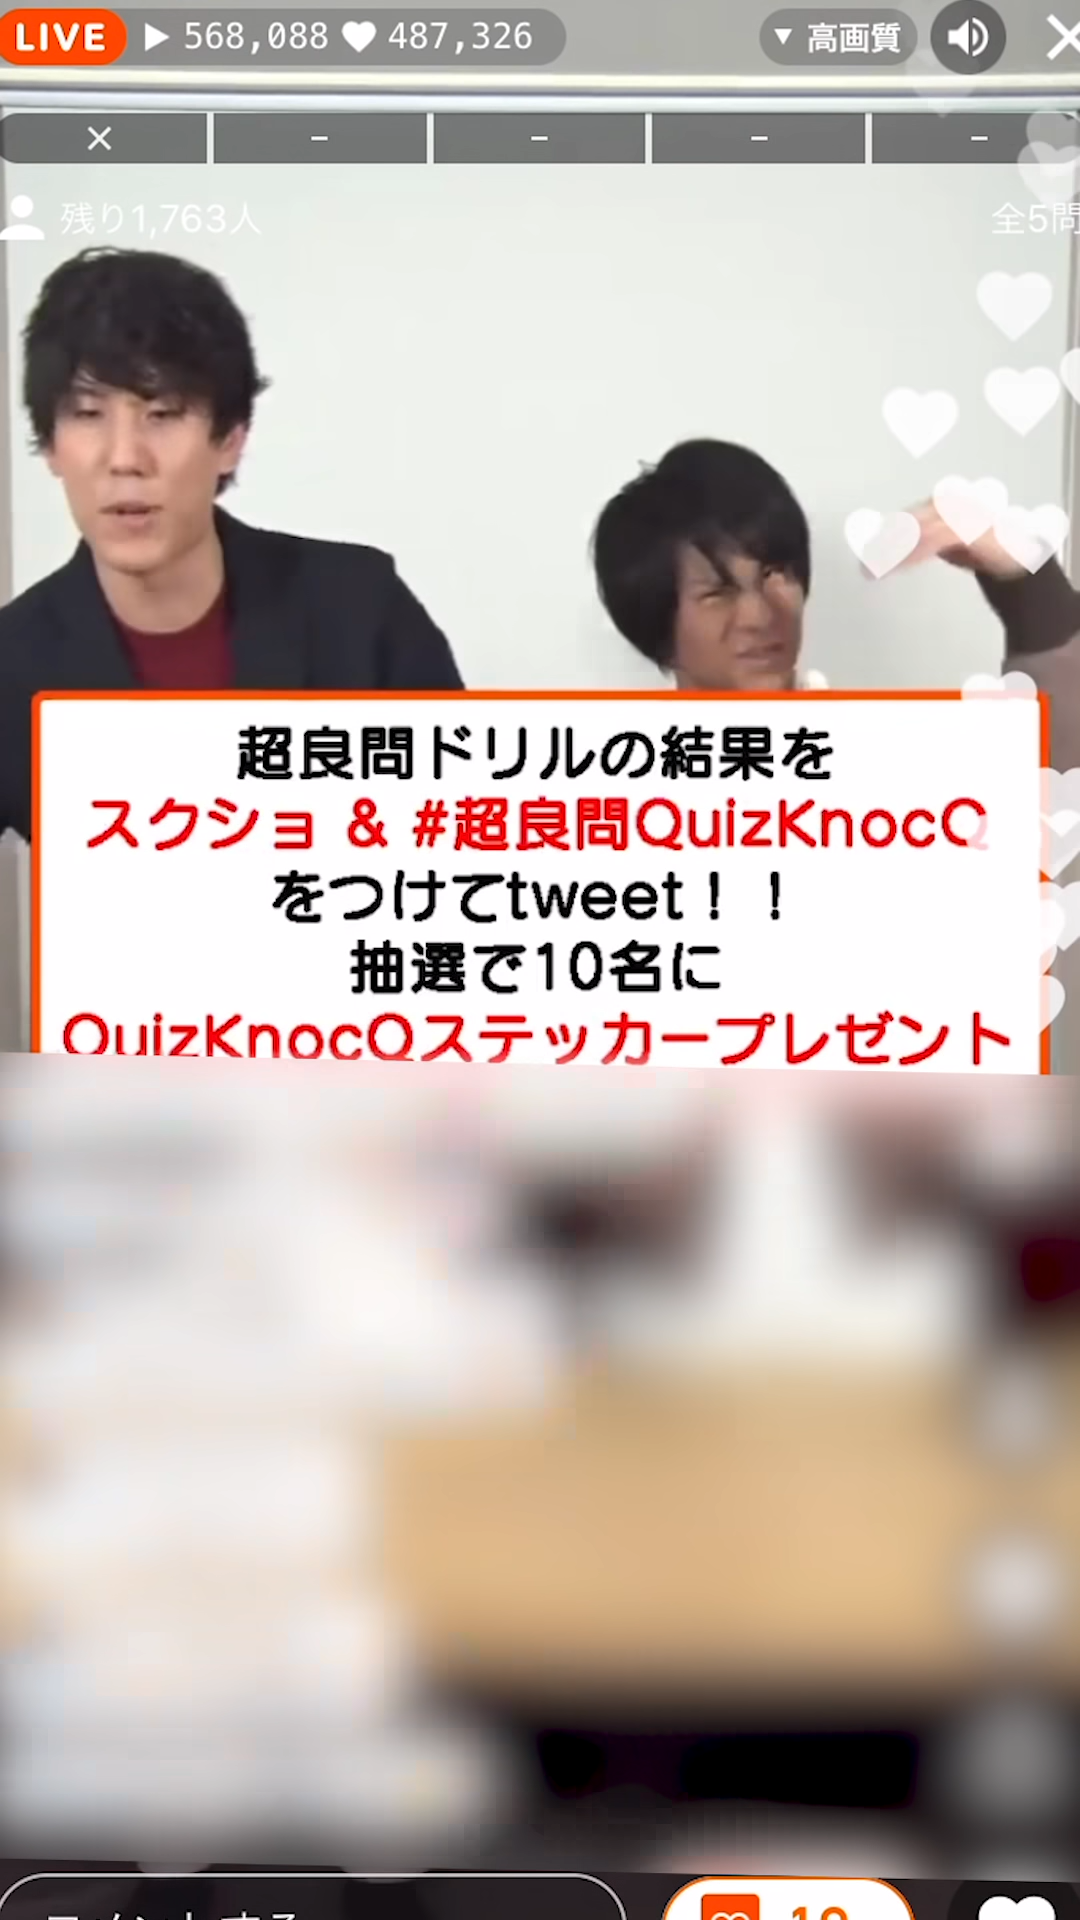 LIVE ▶ 568,088 ♥ 487,326 ▼ 高画質 ×
× - - - -
残り1,763人 全5問
超良問ドリルの結果を
スクショ & #超良問QuizKnocQ
をつけてtweet！！
抽選で10名に
QuizKnocQステッカープレゼント